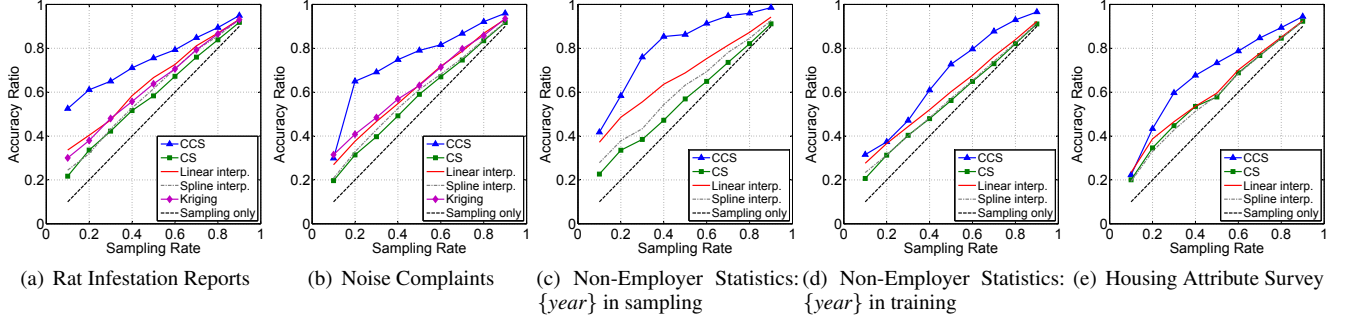 1
0.8
0.6
0.4
0.2
0
Accuracy Ratio
0 0.2 0.4 0.6 0.8 1
Sampling Rate
CCS
CS
Linear interp.
Spline interp.
Kriging
Sampling only
(a) Rat Infestation Reports
1
0.8
0.6
0.4
0.2
0
Accuracy Ratio
0 0.2 0.4 0.6 0.8 1
Sampling Rate
CCS
CS
Linear interp.
Spline interp.
Kriging
Sampling only
(b) Noise Complaints
1
0.8
0.6
0.4
0.2
0
Accuracy Ratio
0 0.2 0.4 0.6 0.8 1
Sampling Rate
CCS
CS
Linear interp.
Spline interp.
Sampling only
(c) Non-Employer Statistics:
{year} in sampling
1
0.8
0.6
0.4
0.2
0
Accuracy Ratio
0 0.2 0.4 0.6 0.8 1
Sampling Rate
CCS
CS
Linear interp.
Spline interp.
Sampling only
(d) Non-Employer Statistics:
{year} in training
1
0.8
0.6
0.4
0.2
0
Accuracy Ratio
0 0.2 0.4 0.6 0.8 1
Sampling Rate
CCS
CS
Linear interp.
Spline interp.
Sampling only
(e) Housing Attribute Survey